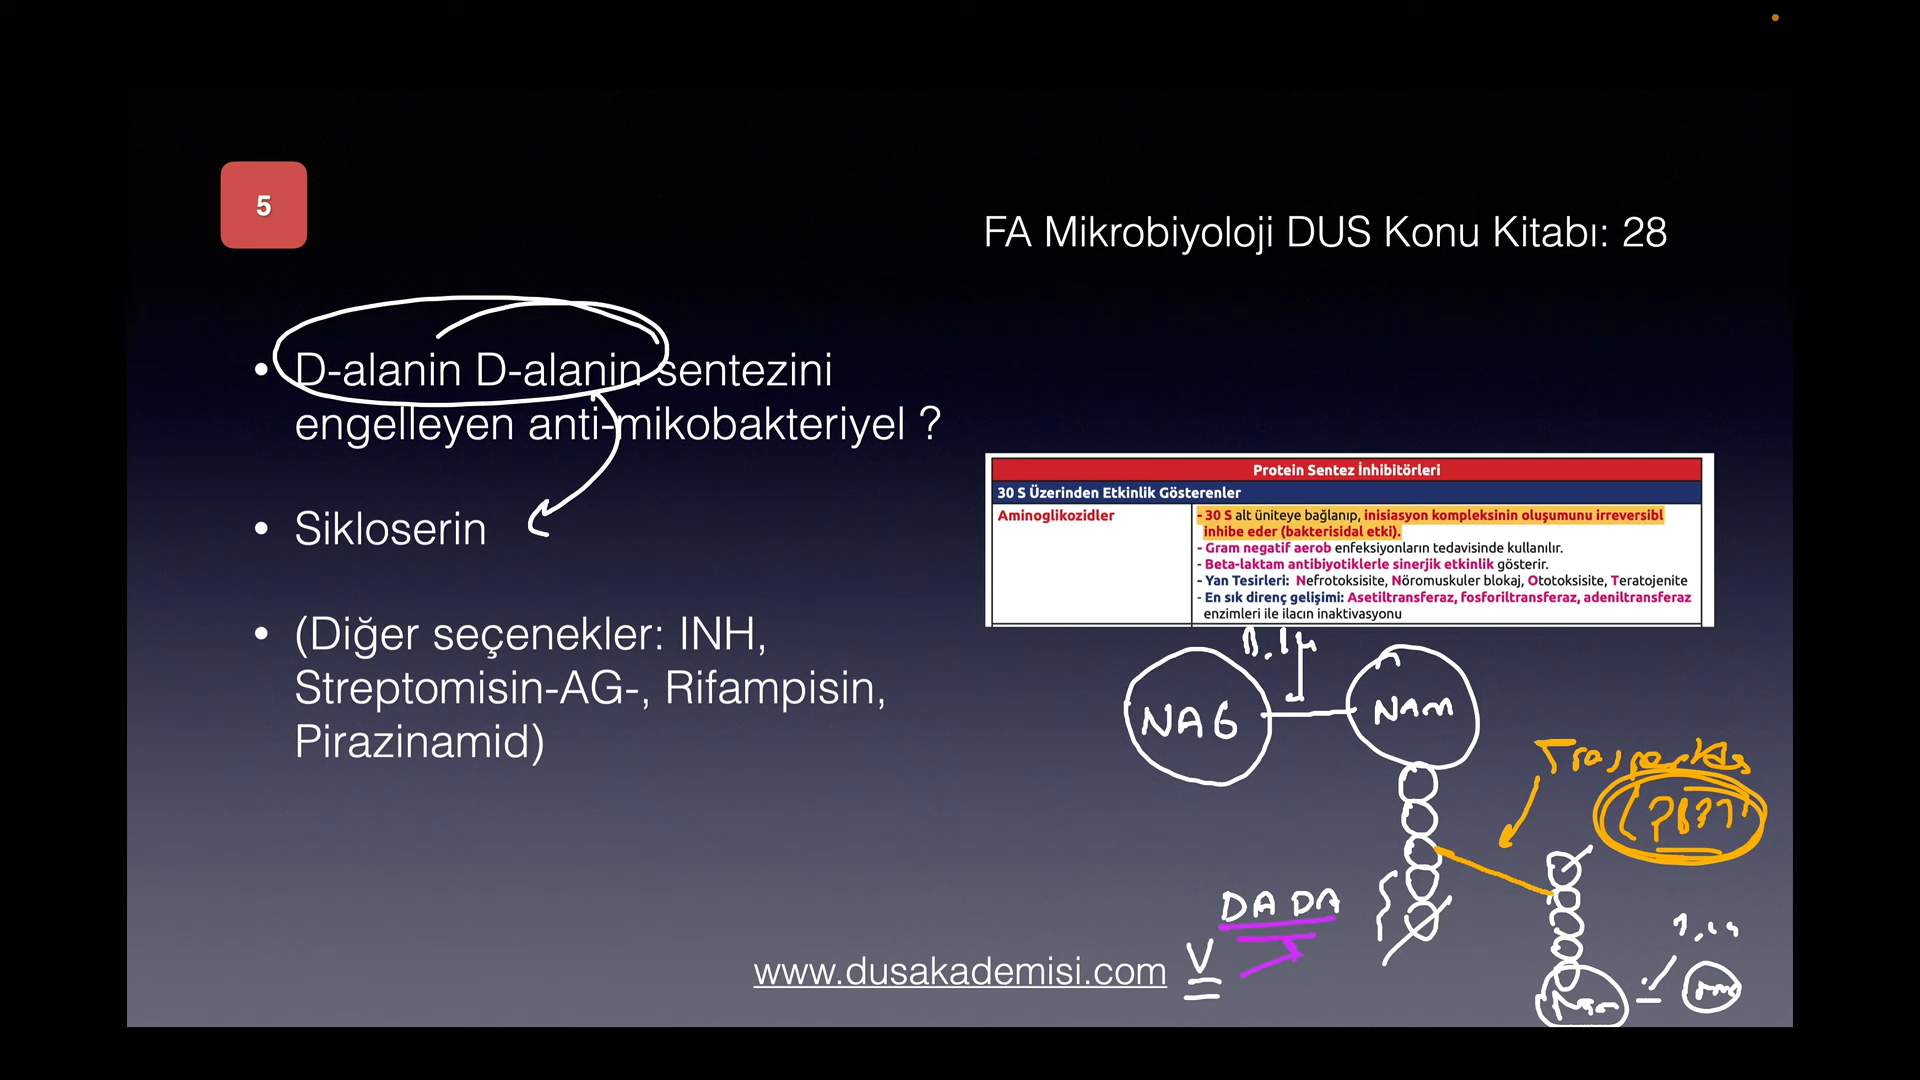 5
FA Mikrobiyoloji DUS Konu Kitabı: 28
• D-alanin D-alanin sentezini
engelleyen anti-mikobakteriyel ?
• Sikloserin
• (Diğer seçenekler: INH,
Streptomisin-AG-, Rifampisin,
Pirazinamid)
Protein Sentez İnhibitörleri
30 S Üzerinden Etkinlik Gösterenler
Aminoglikozidler
- 30 S alt üniteye bağlanıp, inisiasyon kompleksinin oluşumunu irreversibl
inhibe eder (bakterisidal etki).
- Gram negatif aerob enfeksiyonların tedavisinde kullanılır.
- Beta-laktam antibiyotiklerle sinerjik etkinlik gösterir.
- Yan Tesirleri: Nefrotoksisite, Nöromuskuler blokaj, Ototoksisite, Teratojenite
- En sık direnç gelişimi: Asetiltransferaz, fosforiltransferaz, adeniltransferaz
enzimleri ile ilacın inaktivasyonu
NAG
NAM
DA DA
V
www.dusakademisi.com